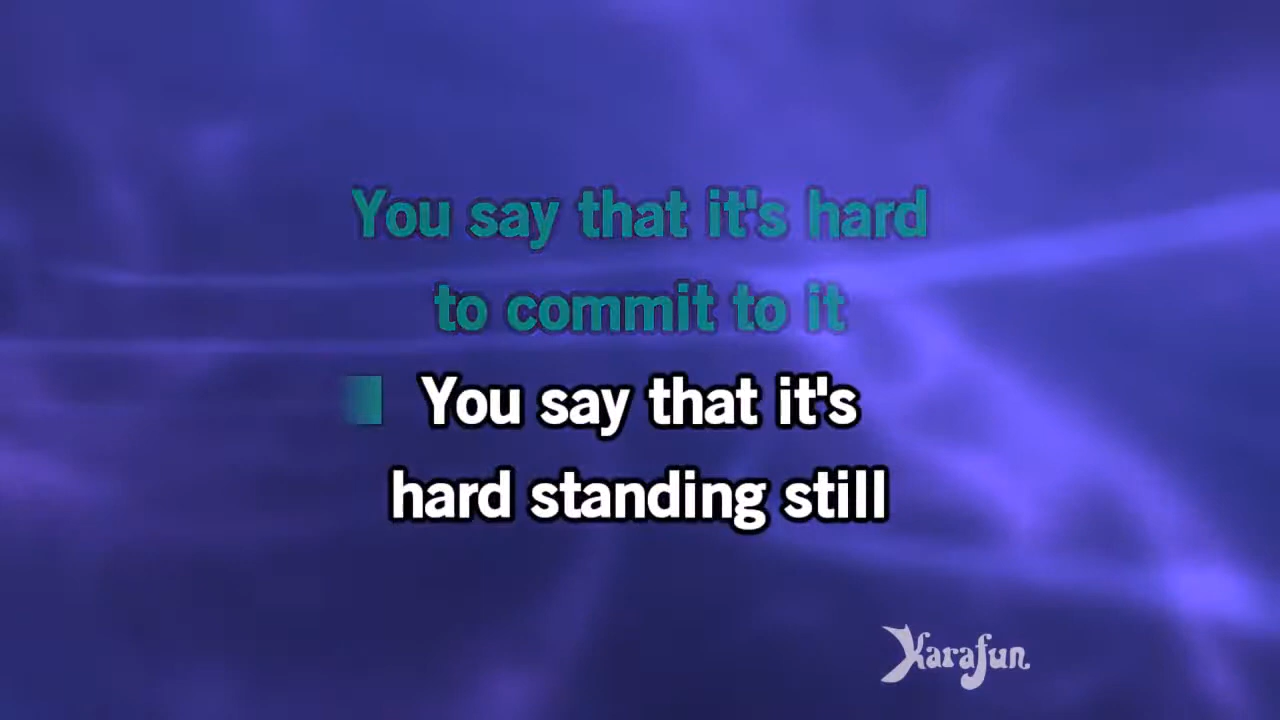 You say that it's hard
to commit to it
You say that it's
hard standing still
Karafun